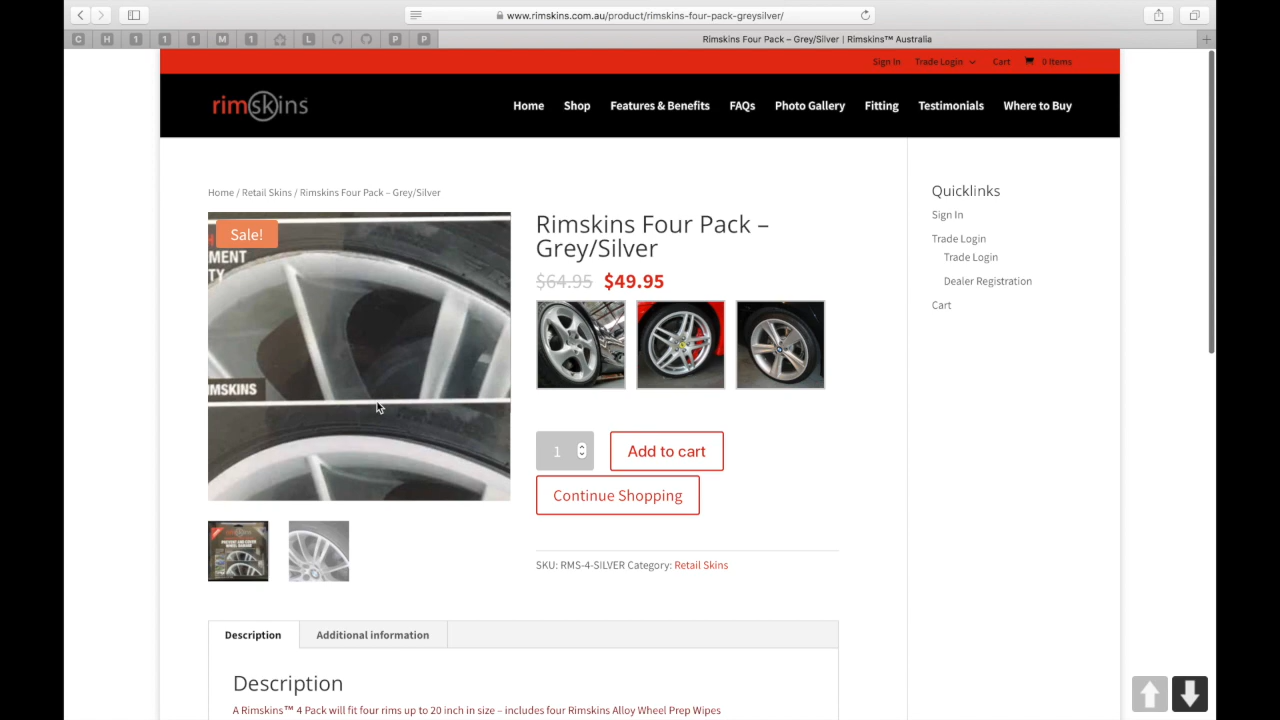 www.rimskins.com.au/product/rimskins-four-pack-greysilver/
C H 1 1 1 M 1 L P P
Rimskins Four Pack – Grey/Silver | Rimskins™ Australia
Sign In Trade Login Cart 0 Items
rimskins
Home Shop Features & Benefits FAQs Photo Gallery Fitting Testimonials Where to Buy
Home / Retail Skins / Rimskins Four Pack – Grey/Silver
Sale!
MENT
TY
IMSKINS
Rimskins Four Pack –
Grey/Silver
$64.95 $49.95
1 Add to cart
Continue Shopping
SKU: RMS-4-SILVER Category: Retail Skins
Quicklinks
Sign In
Trade Login
Trade Login
Dealer Registration
Cart
Description Additional information
Description
A Rimskins™ 4 Pack will fit four rims up to 20 inch in size – includes four Rimskins Alloy Wheel Prep Wipes